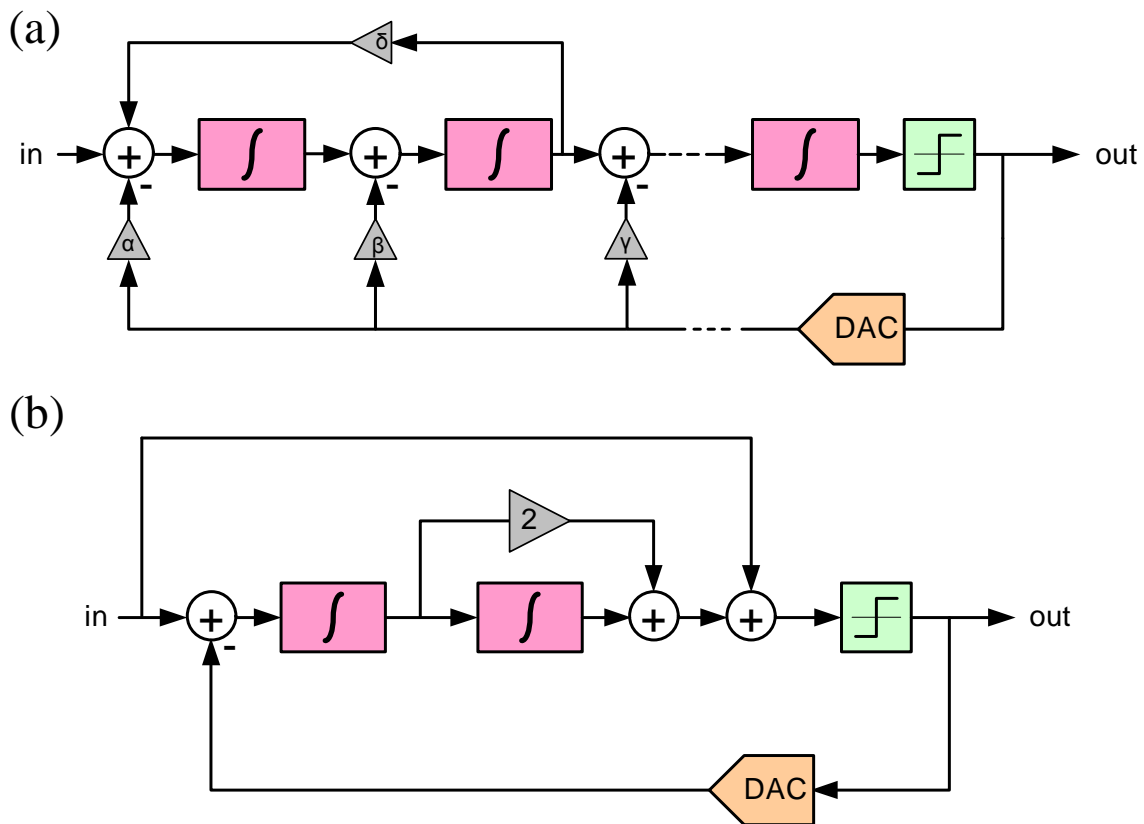 (a)
δ
in + ∫ + ∫ + ∫ out
- - -
α β γ
DAC
(b)
2
in + ∫ ∫ + + out
-
DAC